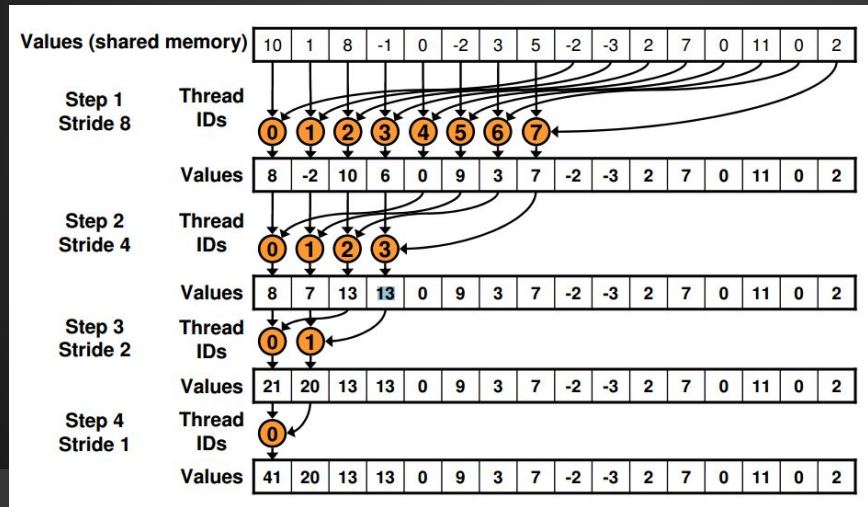 Values (shared memory) 10 1 8 -1 0 -2 3 5 -2 -3 2 7 0 11 0 2
Step 1 Thread
Stride 8 IDs
0 1 2 3 4 5 6 7
Values 8 -2 10 6 0 9 3 7 -2 -3 2 7 0 11 0 2
Step 2 Thread
Stride 4 IDs
0 1 2 3
Values 8 7 13 13 0 9 3 7 -2 -3 2 7 0 11 0 2
Step 3 Thread
Stride 2 IDs
0 1
Values 21 20 13 13 0 9 3 7 -2 -3 2 7 0 11 0 2
Step 4 Thread
Stride 1 IDs
0
Values 41 20 13 13 0 9 3 7 -2 -3 2 7 0 11 0 2